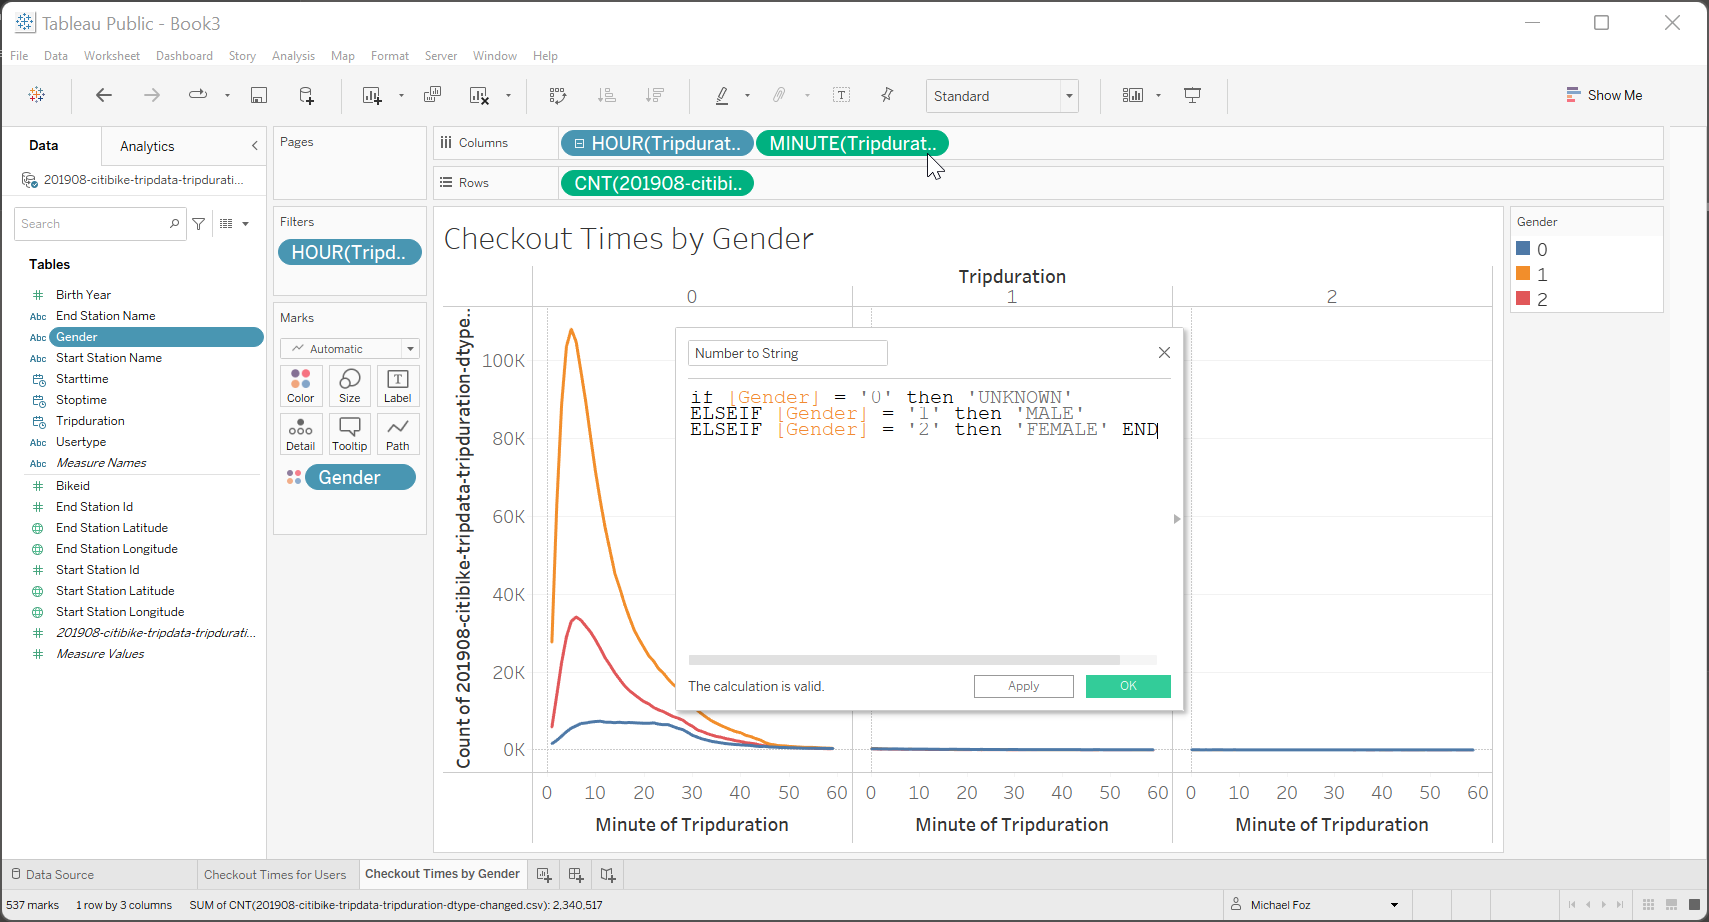 Tableau Public - Book3
File Data Worksheet Dashboard Story Analysis Map Format Server Window Help
Standard
Show Me
Data Analytics
201908-citibike-tripdata-tripdurati...
Search
Tables
Birth Year
Abc End Station Name
Abc Gender
Abc Start Station Name
Starttime
Stoptime
Tripduration
Abc Usertype
Abc Measure Names
Bikeid
End Station Id
End Station Latitude
End Station Longitude
Start Station Id
Start Station Latitude
Start Station Longitude
201908-citibike-tripdata-tripdurati...
Measure Values
Pages
Filters
HOUR(Tripd..
Marks
Automatic
Color Size Label
Detail Tooltip Path
Gender
Columns HOUR(Tripdurat.. MINUTE(Tripdurat..
Rows CNT(201908-citibi..
Checkout Times by Gender
Tripduration
0 1 2
Count of 201908-citibike-tripdata-tripduration-dtype..
100K
80K
60K
40K
20K
0K
0 10 20 30 40 50 60 0 10 20 30 40 50 60 0 10 20 30 40 50 60
Minute of Tripduration Minute of Tripduration Minute of Tripduration
Number to String
if [Gender] = '0' then 'UNKNOWN'
ELSEIF [Gender] = '1' then 'MALE'
ELSEIF [Gender] = '2' then 'FEMALE' END
The calculation is valid. Apply OK
Gender
0
1
2
Data Source Checkout Times for Users Checkout Times by Gender
537 marks 1 row by 3 columns SUM of CNT(201908-citibike-tripdata-tripduration-dtype-changed.csv): 2,340,517 Michael Foz